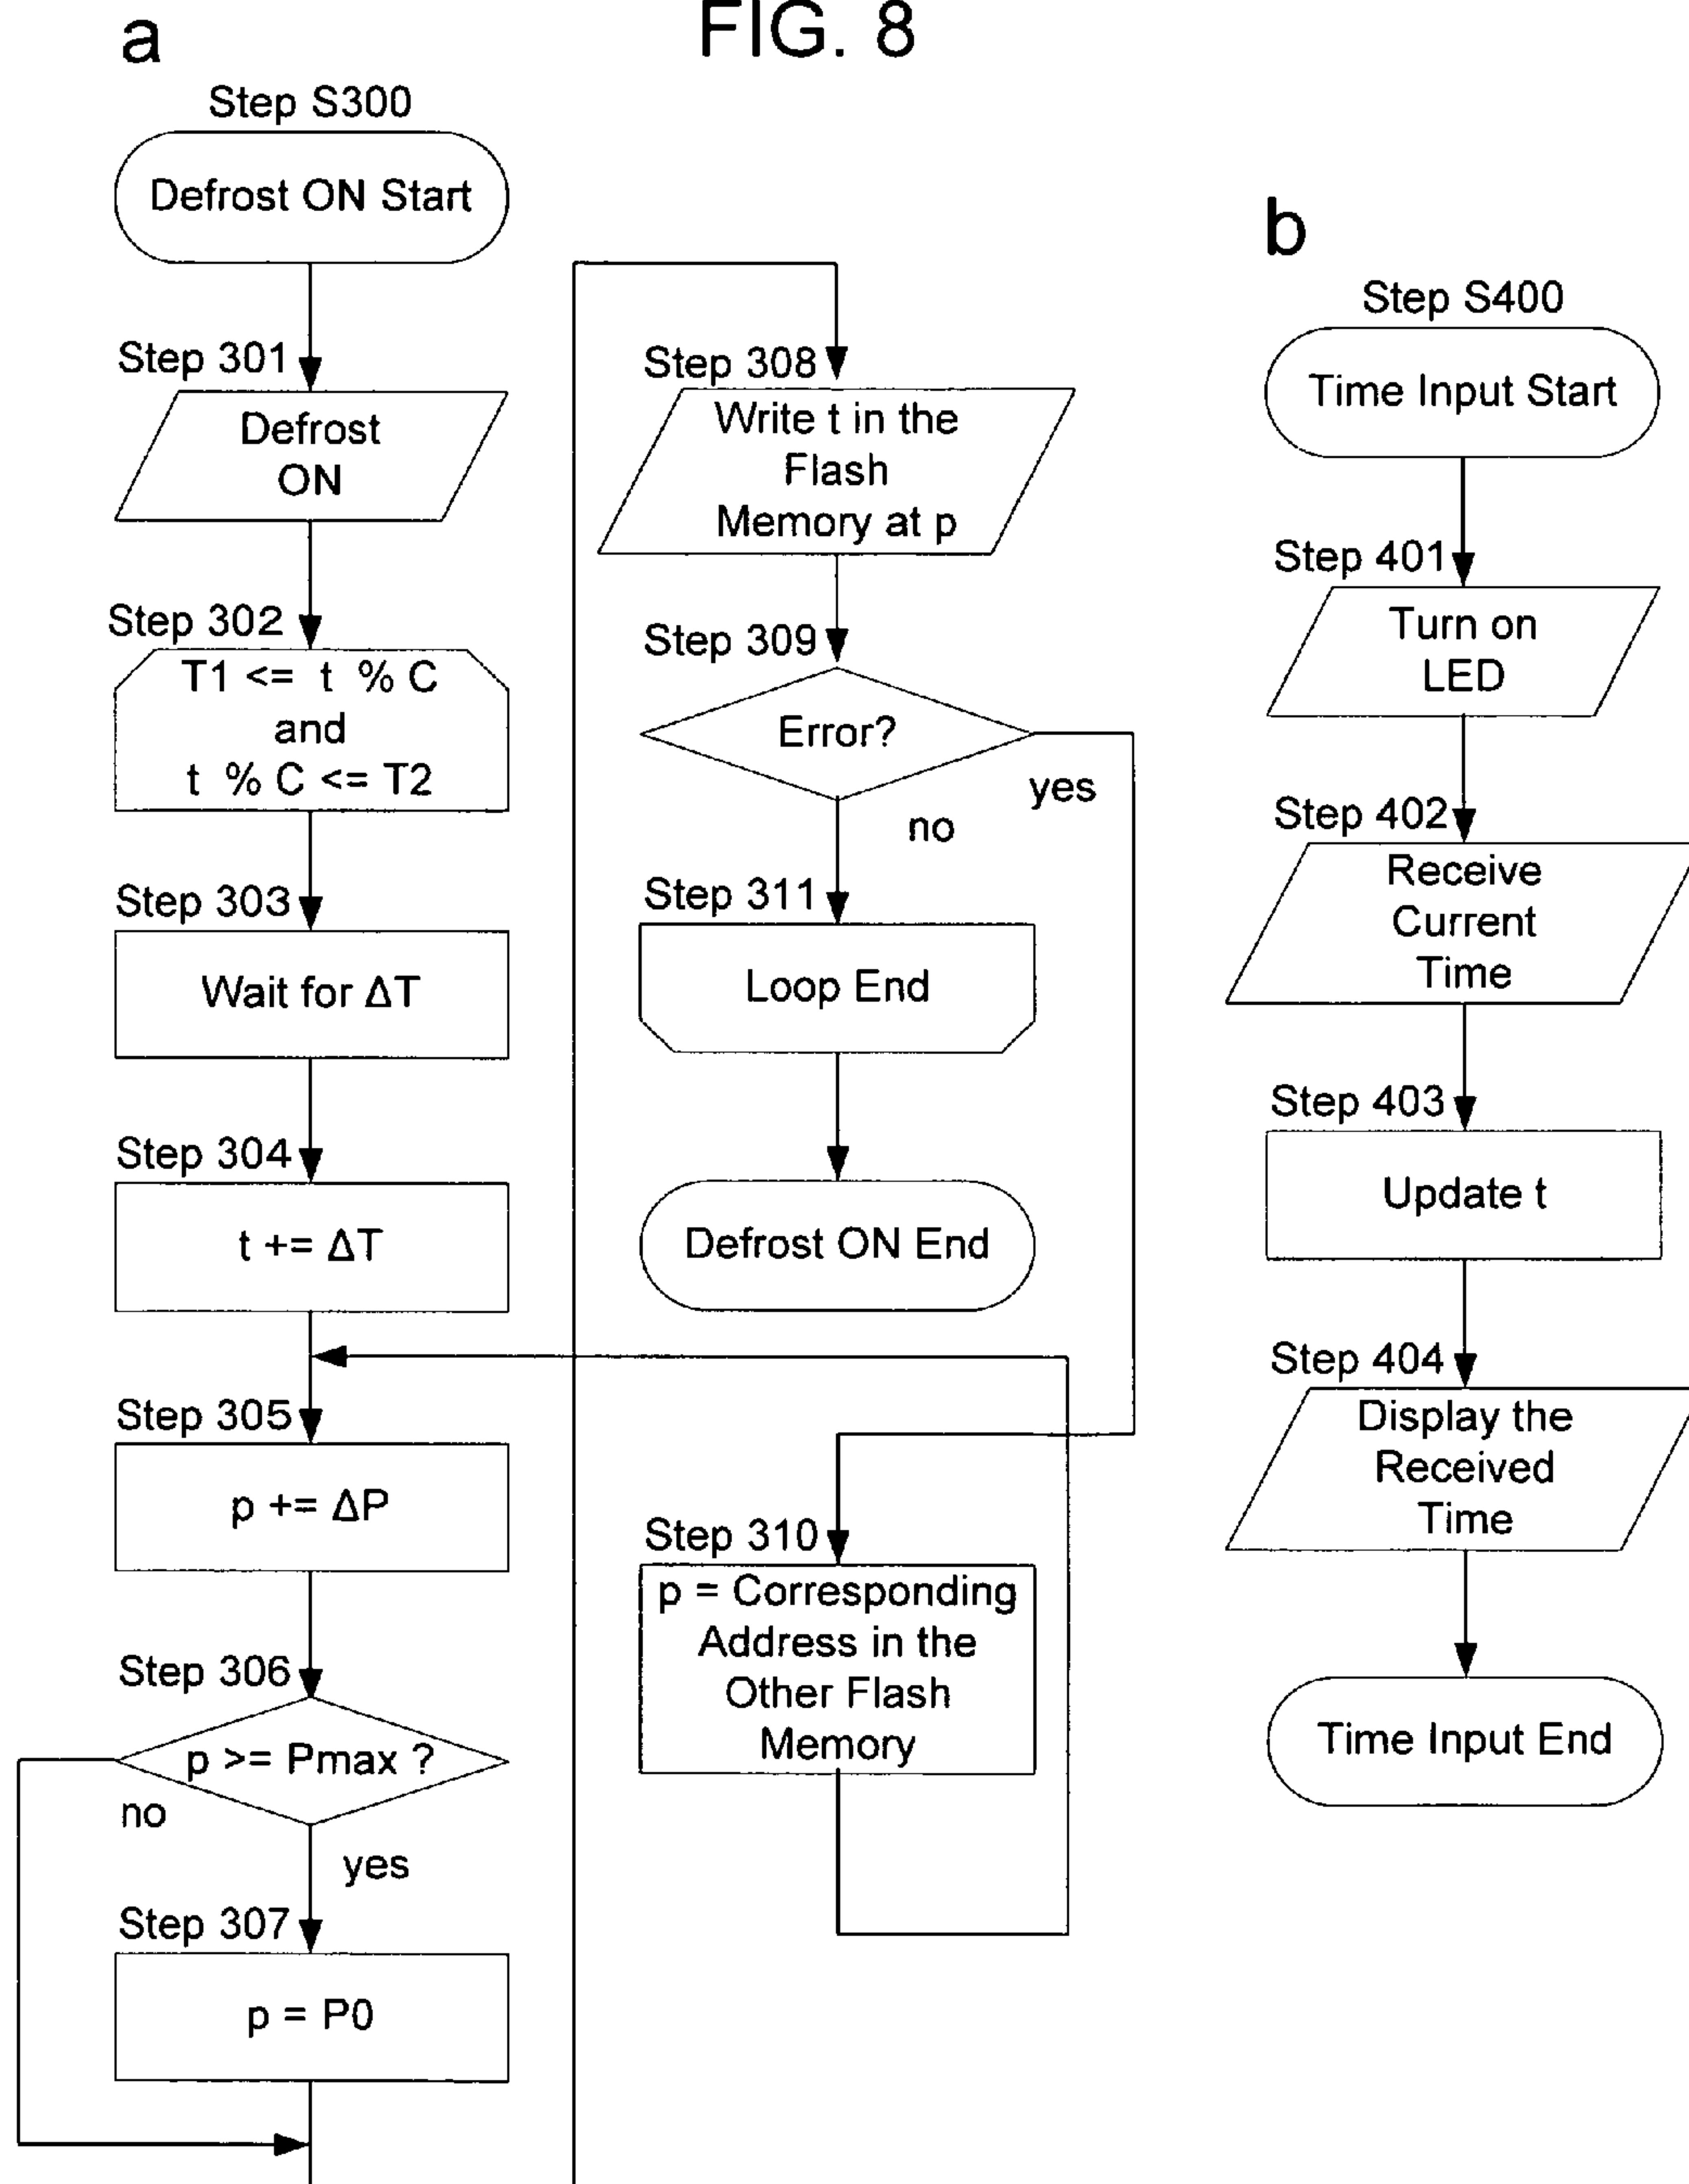 FIG. 8
a
Step S300
Defrost ON Start
Step 301
Defrost
ON
Step 302
T1 <= t % C
and
t % C <= T2
Step 303
Wait for ΔT
Step 304
t += ΔT
Step 305
p += ΔP
Step 306
p >= Pmax ?
no
yes
Step 307
p = P0
Step 308
Write t in the
Flash
Memory at p
Step 309
Error?
yes
no
Step 311
Loop End
Defrost ON End
Step 310
p = Corresponding
Address in the
Other Flash
Memory
b
Step S400
Time Input Start
Step 401
Turn on
LED
Step 402
Receive
Current
Time
Step 403
Update t
Step 404
Display the
Received
Time
Time Input End